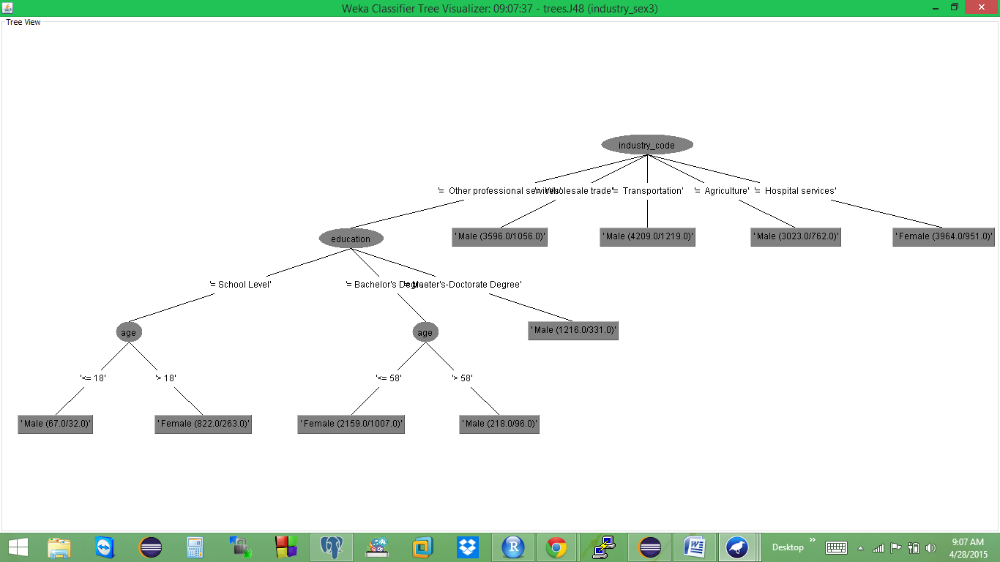 Weka Classifier Tree Visualizer: 09:07:37 - trees.J48 (industry_sex3)
Tree View
industry_code
'= Other professional services' '= Wholesale trade' '= Transportation' '= Agriculture' '= Hospital services'
education
'Male (3596.0/1056.0)' 'Male (4209.0/1219.0)' 'Male (3023.0/762.0)' 'Female (3964.0/951.0)'
'= School Level' '= Bachelor's Degree' '= Master's-Doctorate Degree'
age age 'Male (1216.0/331.0)'
'<= 18' '> 18' '<= 58' '> 58'
'Male (67.0/32.0)' 'Female (822.0/263.0)' 'Female (2159.0/1007.0)' 'Male (218.0/96.0)'
Desktop
9:07 AM
4/28/2015